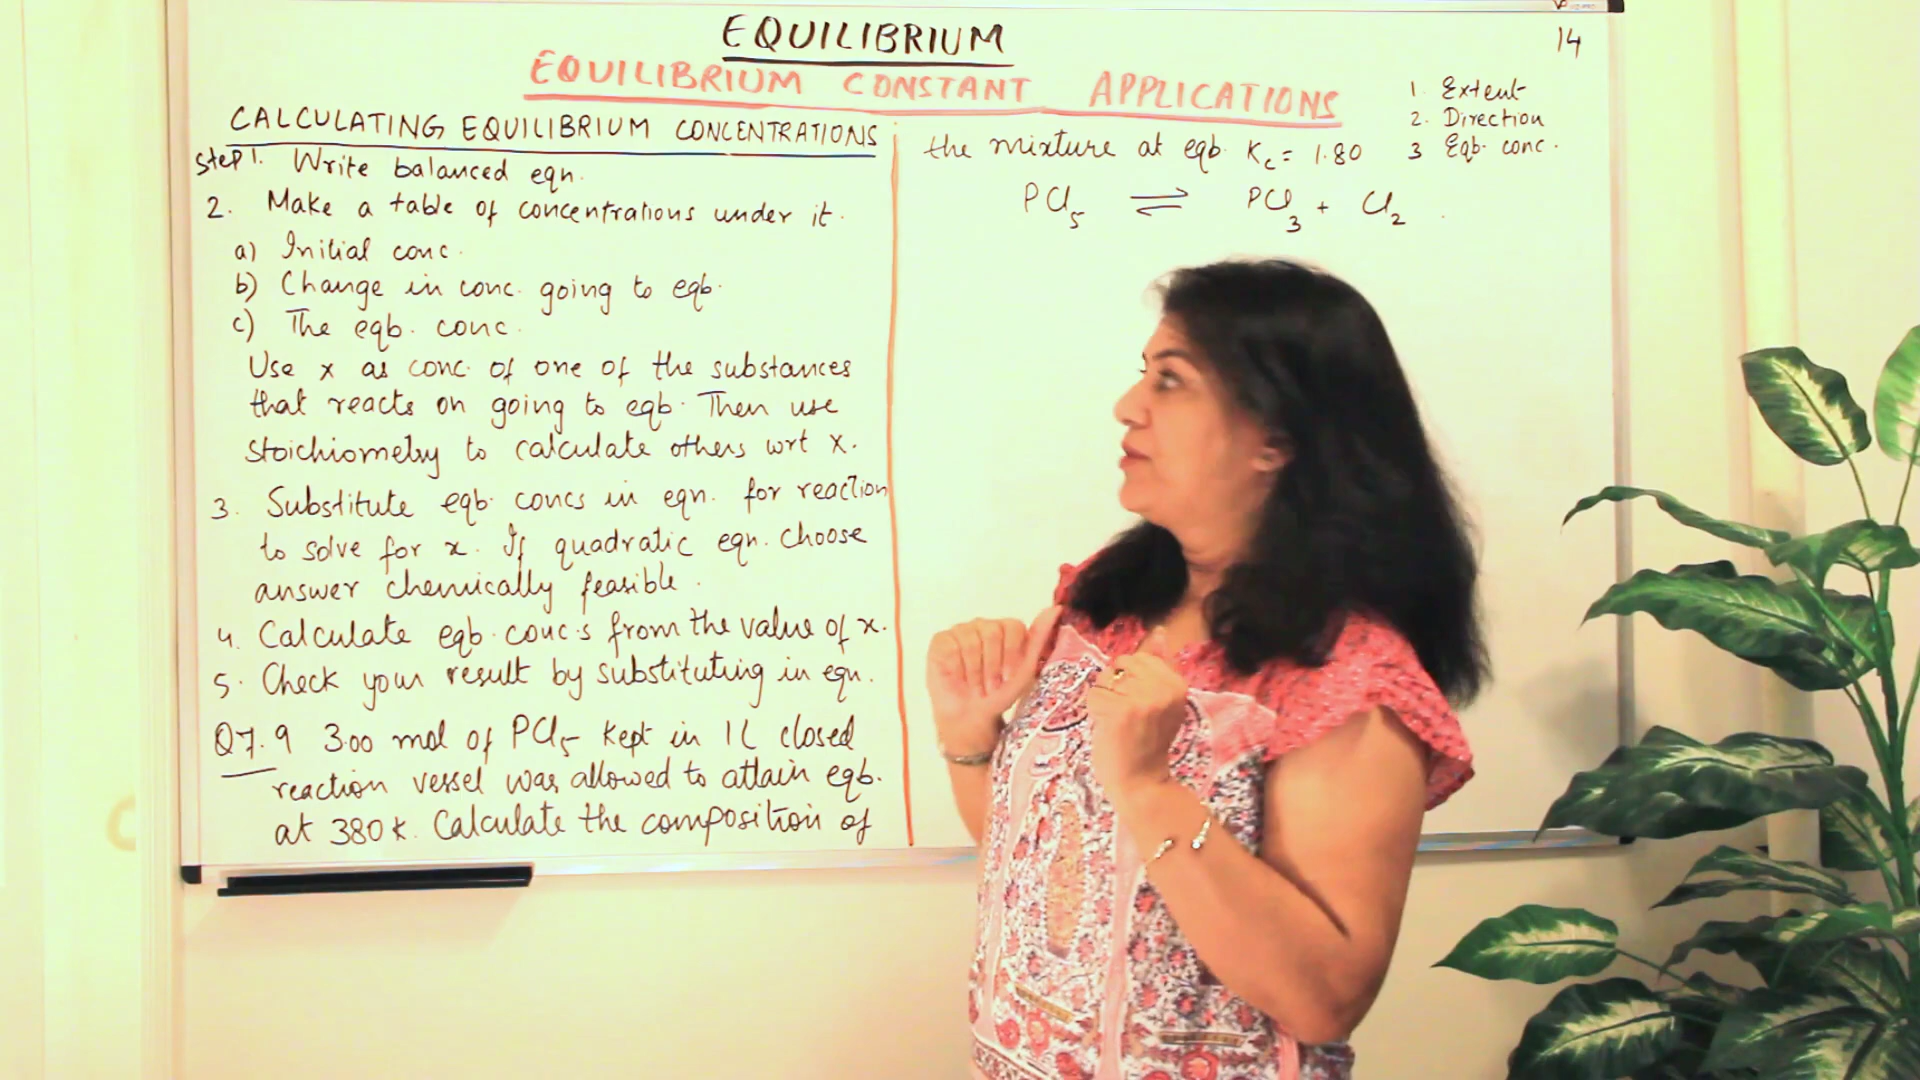 EQUILIBRIUM
14
EQUILIBRIUM CONSTANT APPLICATIONS
1. Extent
2. Direction
3 Eqb. conc.
CALCULATING EQUILIBRIUM CONCENTRATIONS
Step 1. Write balanced eqn.
2. Make a table of concentrations under it.
a) Initial conc.
b) Change in conc. going to eqb.
c) The eqb. conc.
Use x as conc. of one of the substances
that reacts on going to eqb. Then use
stoichiometry to calculate others wrt x.
3. Substitute eqb. concs in eqn. for reaction
to solve for x. If quadratic eqn. choose
answer chemically feasible.
4. Calculate eqb. conc.s from the value of x.
5. Check your result by substituting in eqn.
Q7.9 3.00 mol of PCl5 kept in 1L closed
reaction vessel was allowed to attain eqb.
at 380K. Calculate the composition of
the mixture at eqb. Kc = 1.80
PCl5 ⇌ PCl3 + Cl2